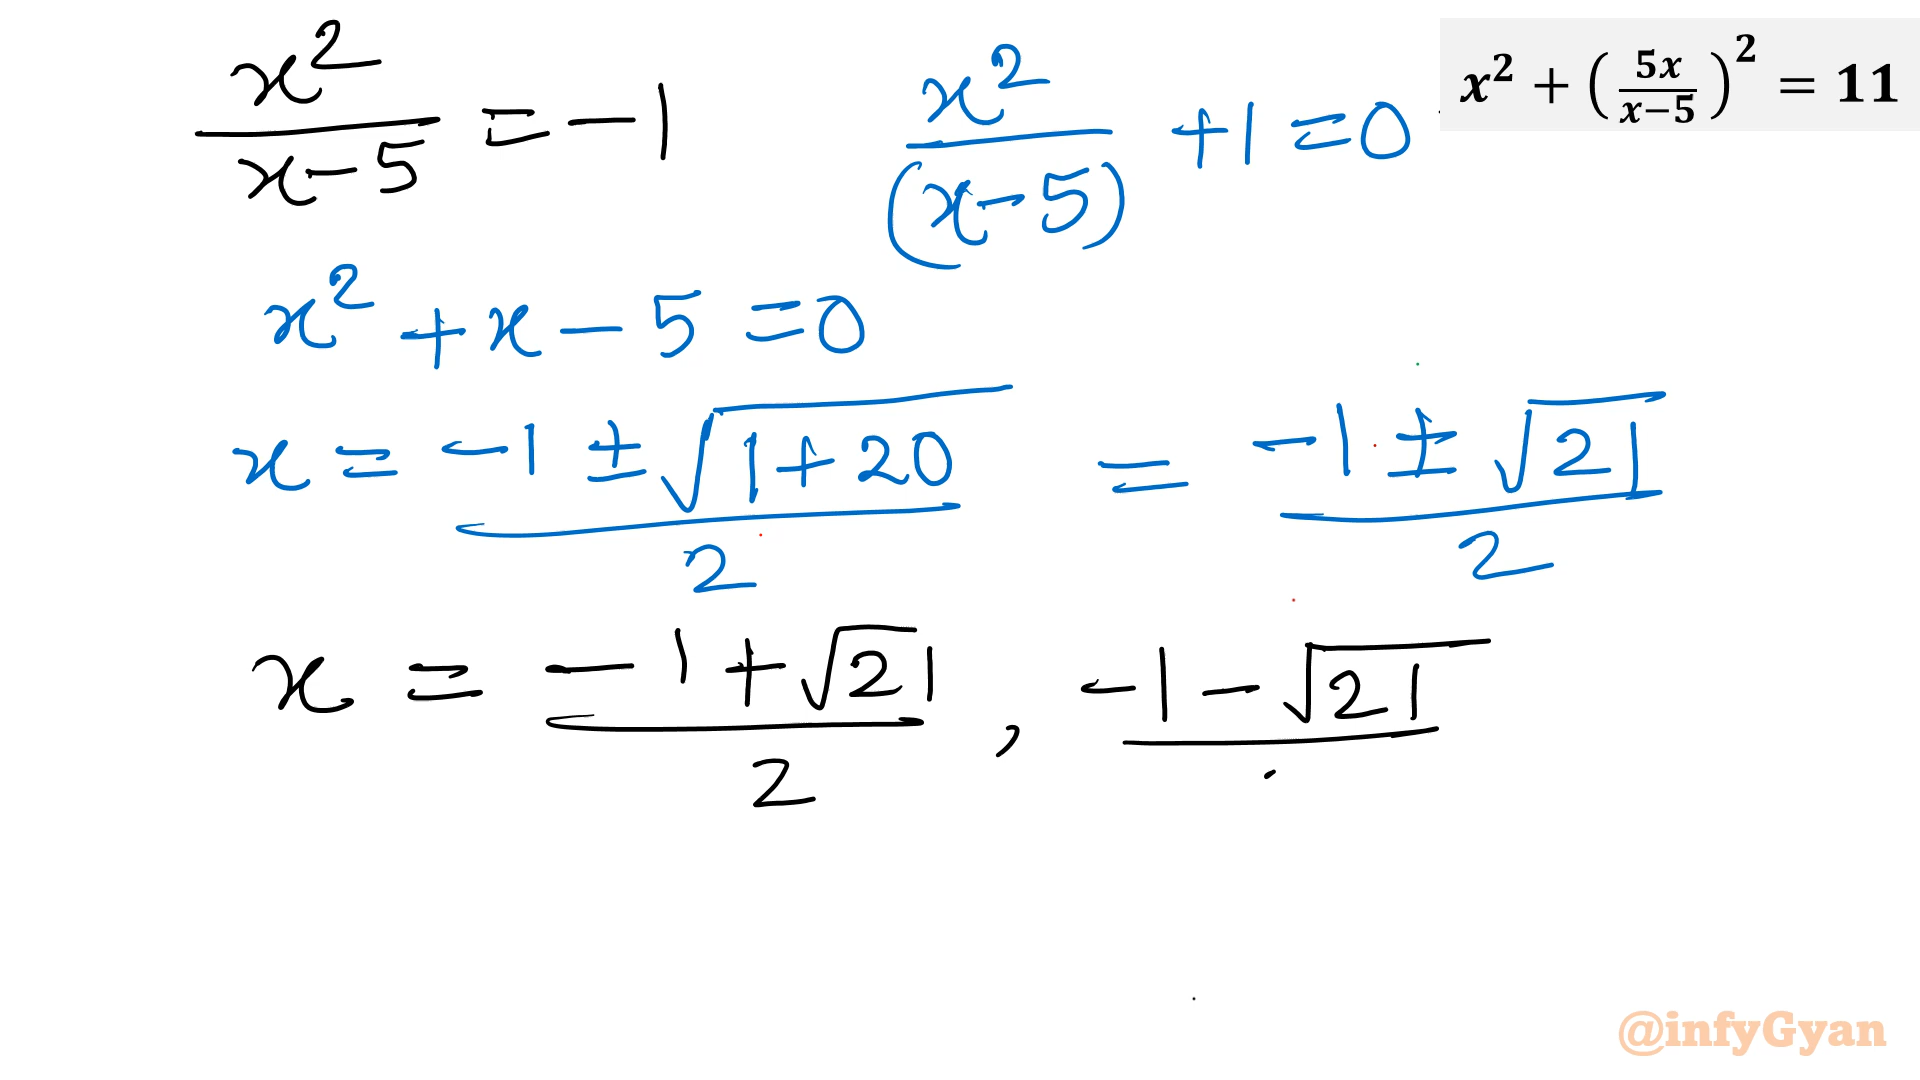 x²/(x-5) = -1    x²/(x-5) + 1 = 0    x² + (5x/(x-5))² = 11
x² + x - 5 = 0
x = (-1 ± √(1+20))/2 = (-1 ± √21)/2
x = (-1 + √21)/2 , (-1 - √21)/
@infyGyan